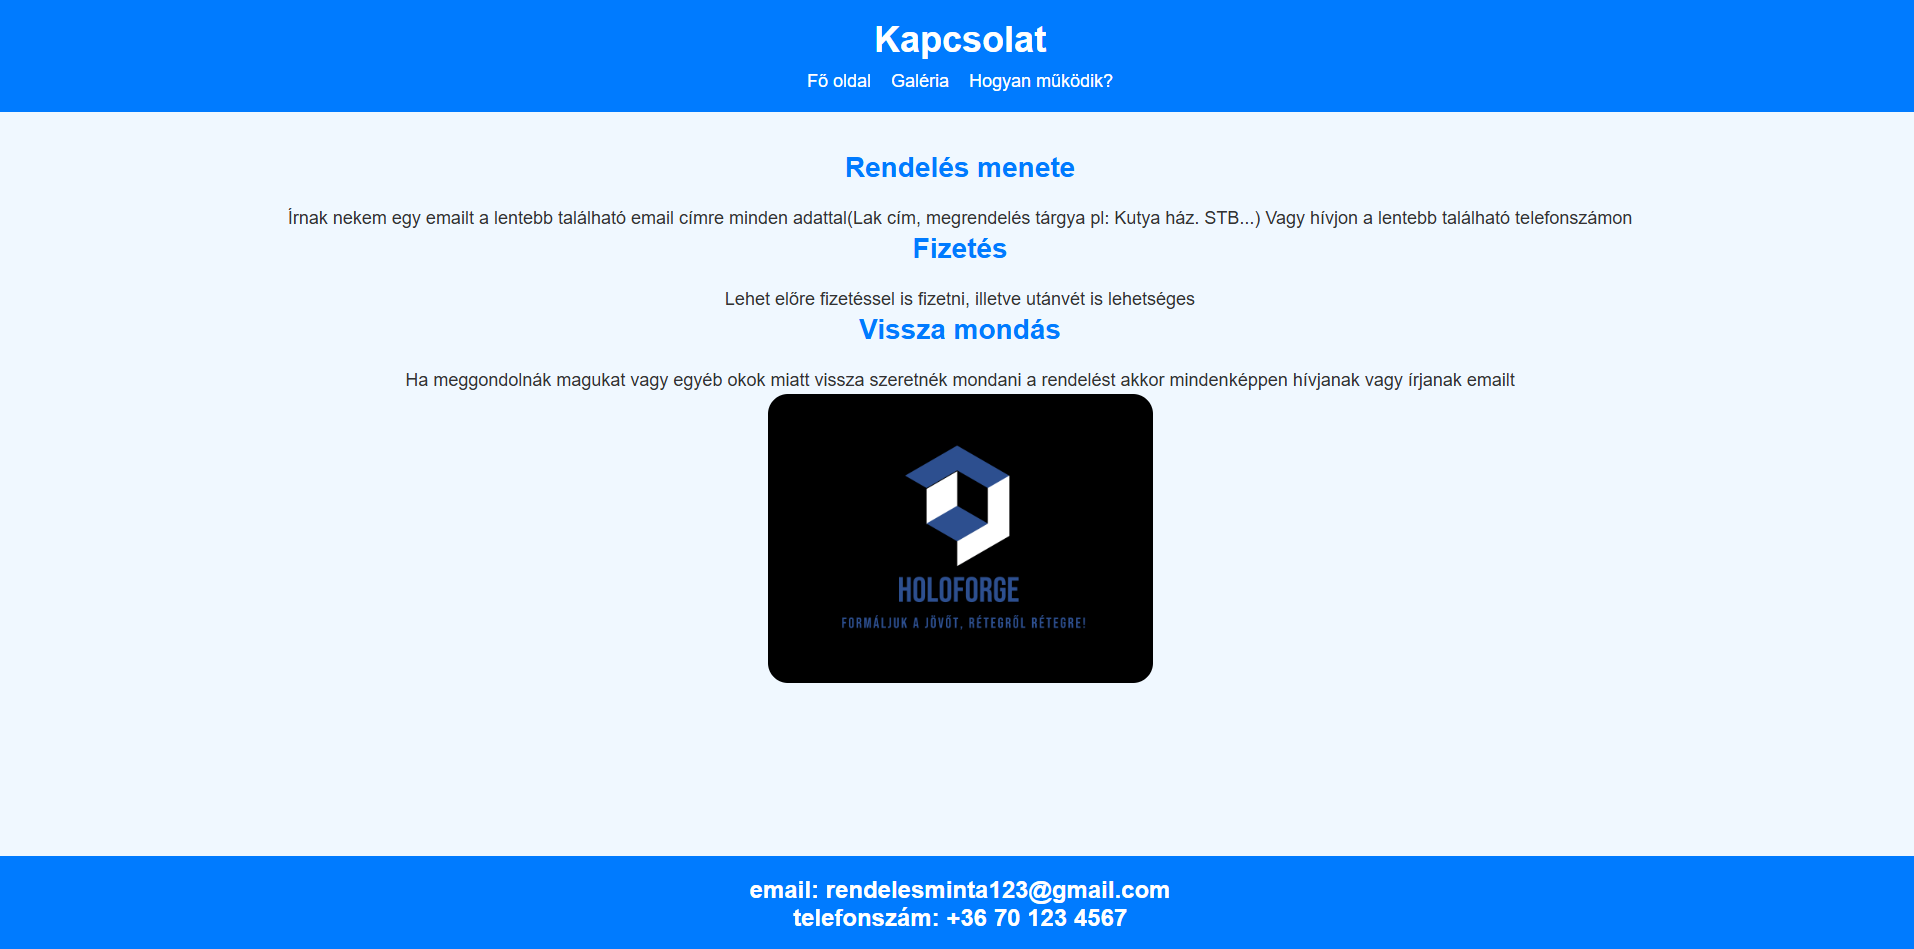 Kapcsolat
Fő oldal Galéria Hogyan működik?
Rendelés menete
Írnak nekem egy emailt a lentebb található email címre minden adattal(Lak cím, megrendelés tárgya pl: Kutya ház. STB...) Vagy hívjon a lentebb található telefonszámon
Fizetés
Lehet előre fizetéssel is fizetni, illetve utánvét is lehetséges
Vissza mondás
Ha meggondolnák magukat vagy egyéb okok miatt vissza szeretnék mondani a rendelést akkor mindenképpen hívjanak vagy írjanak emailt
HOLOFORGE
FORMÁLJUK A JÖVŐT, RÉTEGRŐL RÉTEGRE!
email: rendelesminta123@gmail.com
telefonszám: +36 70 123 4567